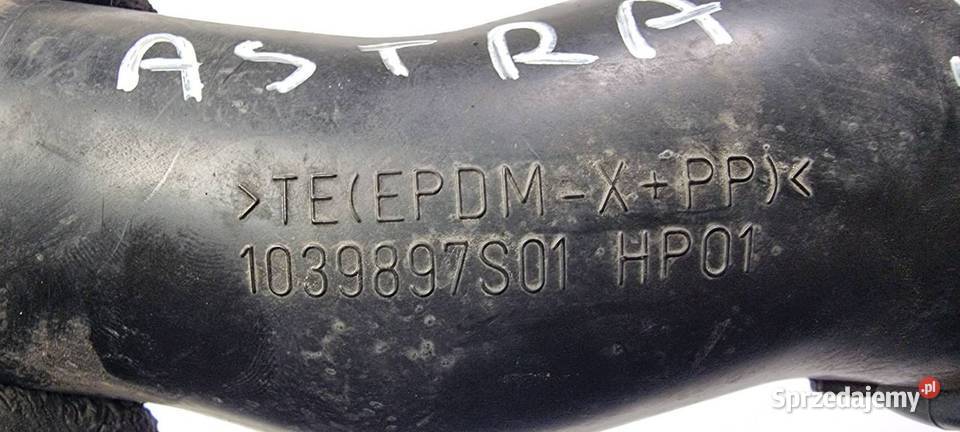 ASTRA
>TE(EPDM-X+PP)<
1039897S01 HP01
Sprzedajemy.pl